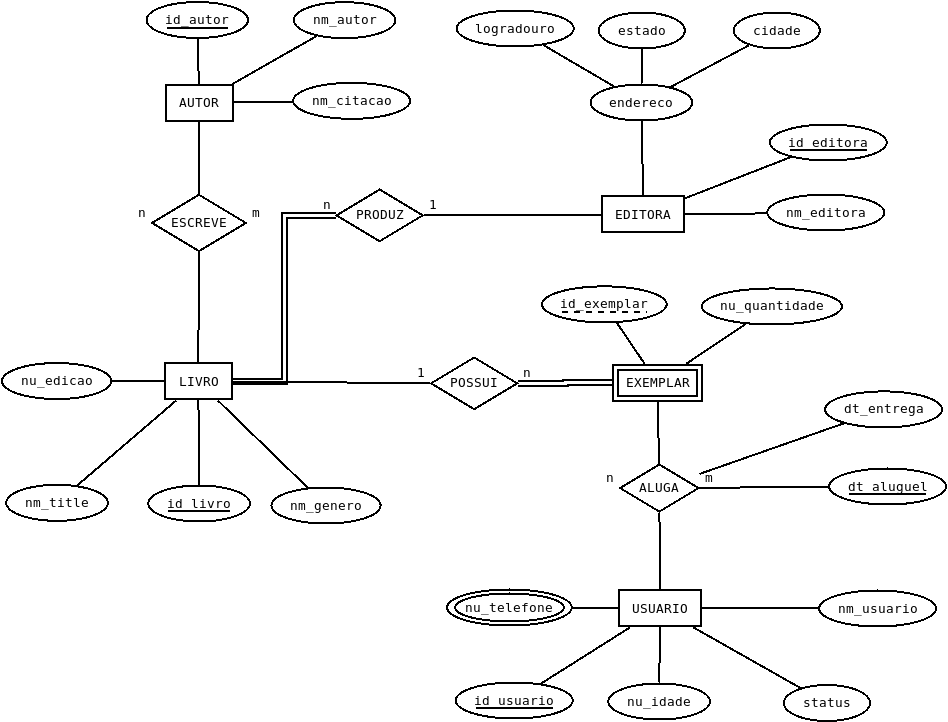 id_autor
nm_autor
logradouro
estado
cidade
AUTOR
nm_citacao
endereco
id_editora
n
ESCREVE
m
n
PRODUZ
1
EDITORA
nm_editora
id_exemplar
nu_quantidade
nu_edicao
LIVRO
1
POSSUI
n
EXEMPLAR
dt_entrega
nm_title
id_livro
nm_genero
n
ALUGA
m
dt_aluguel
nu_telefone
USUARIO
nm_usuario
id_usuario
nu_idade
status